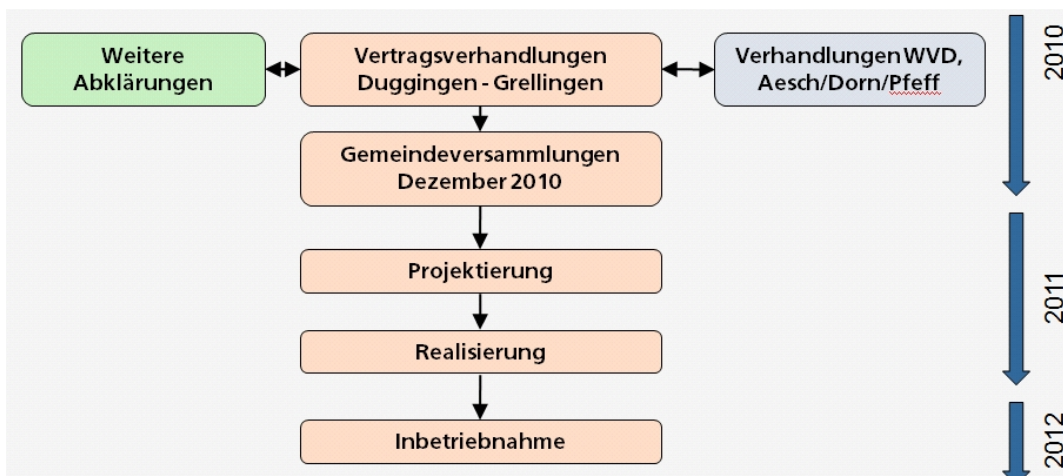 Weitere
Abklärungen
Vertragsverhandlungen
Duggingen - Grellingen
Verhandlungen WVD,
Aesch/Dorn/Pfeff
2010
Gemeindeversammlungen
Dezember 2010
Projektierung
2011
Realisierung
Inbetriebnahme
2012